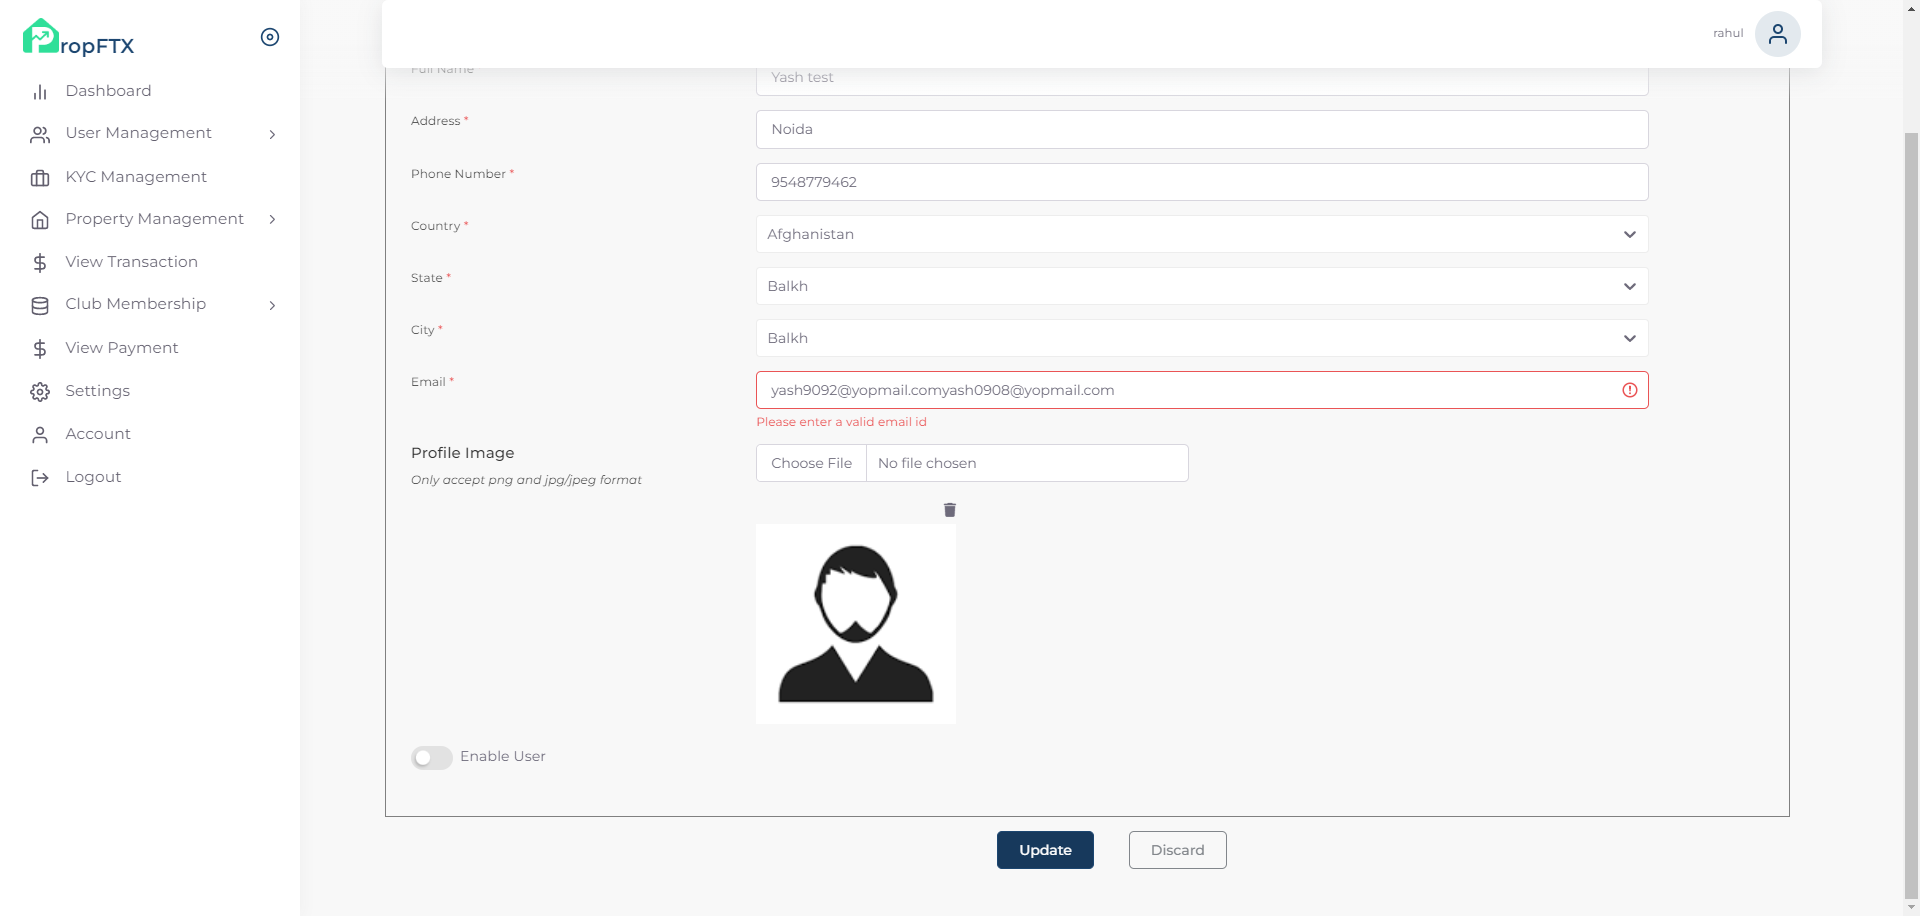 ropFTX
Dashboard
User Management
KYC Management
Property Management
View Transaction
Club Membership
View Payment
Settings
Account
Logout
rahul
Full Name
Yash test
Address *
Noida
Phone Number *
9548779462
Country *
Afghanistan
State *
Balkh
City *
Balkh
Email *
yash9092@yopmail.comyash0908@yopmail.com
Please enter a valid email id
Profile Image
Only accept png and jpg/jpeg format
Choose File No file chosen
Enable User
Update Discard